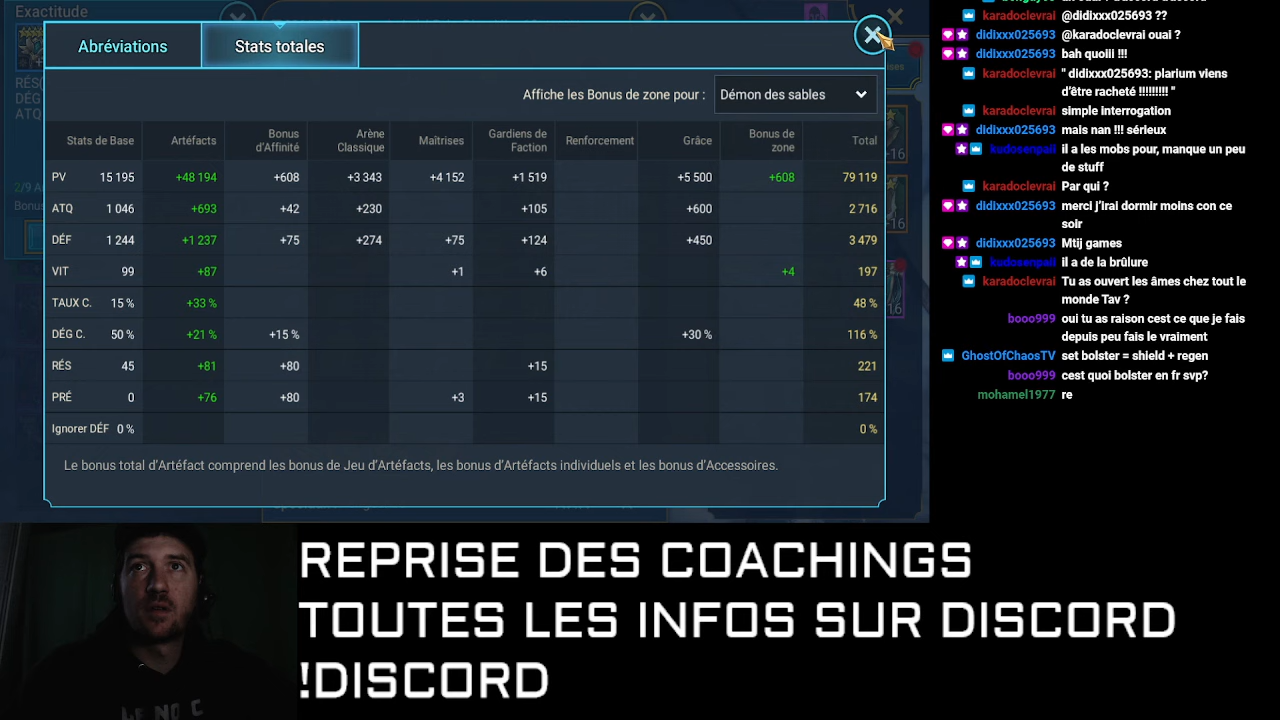 Exactitude
Abréviations
Stats totales
Affiche les Bonus de zone pour :
Démon des sables
Stats de Base Artéfacts Bonus d'Affinité Arène Classique Maîtrises Gardiens de Faction Renforcement Grâce Bonus de zone Total
PV 15 195 +48 194 +608 +3 343 +4 152 +1 519 +5 500 +608 79 119
ATQ 1 046 +693 +42 +230 +105 +600 2 716
DÉF 1 244 +1 237 +75 +274 +75 +124 +450 3 479
VIT 99 +87 +1 +6 +4 197
TAUX C. 15 % +33 % 48 %
DÉG C. 50 % +21 % +15 % +30 % 116 %
RÉS 45 +81 +80 +15 221
PRÉ 0 +76 +80 +3 +15 174
Ignorer DÉF 0 % 0 %
Le bonus total d'Artéfact comprend les bonus de Jeu d'Artéfacts, les bonus d'Artéfacts individuels et les bonus d'Accessoires.
karadoclevrai @didixxx025693 ??
didixxx025693 @karadoclevrai ouai ?
didixxx025693 bah quoiii !!!
karadoclevrai " didixxx025693: plarium viens
d'être racheté !!!!!!!!! "
karadoclevrai simple interrogation
didixxx025693 mais nan !!! sérieux
kudosenpaii il a les mobs pour, manque un peu
de stuff
karadoclevrai Par qui ?
didixxx025693 merci j'irai dormir moins con ce
soir
didixxx025693 Mtij games
kudosenpaii il a de la brûlure
karadoclevrai Tu as ouvert les âmes chez tout le
monde Tav ?
booo999 oui tu as raison cest ce que je fais
depuis peu fais le vraiment
GhostOfChaosTV set bolster = shield + regen
booo999 cest quoi bolster en fr svp?
mohamel1977 re
REPRISE DES COACHINGS
TOUTES LES INFOS SUR DISCORD
!DISCORD